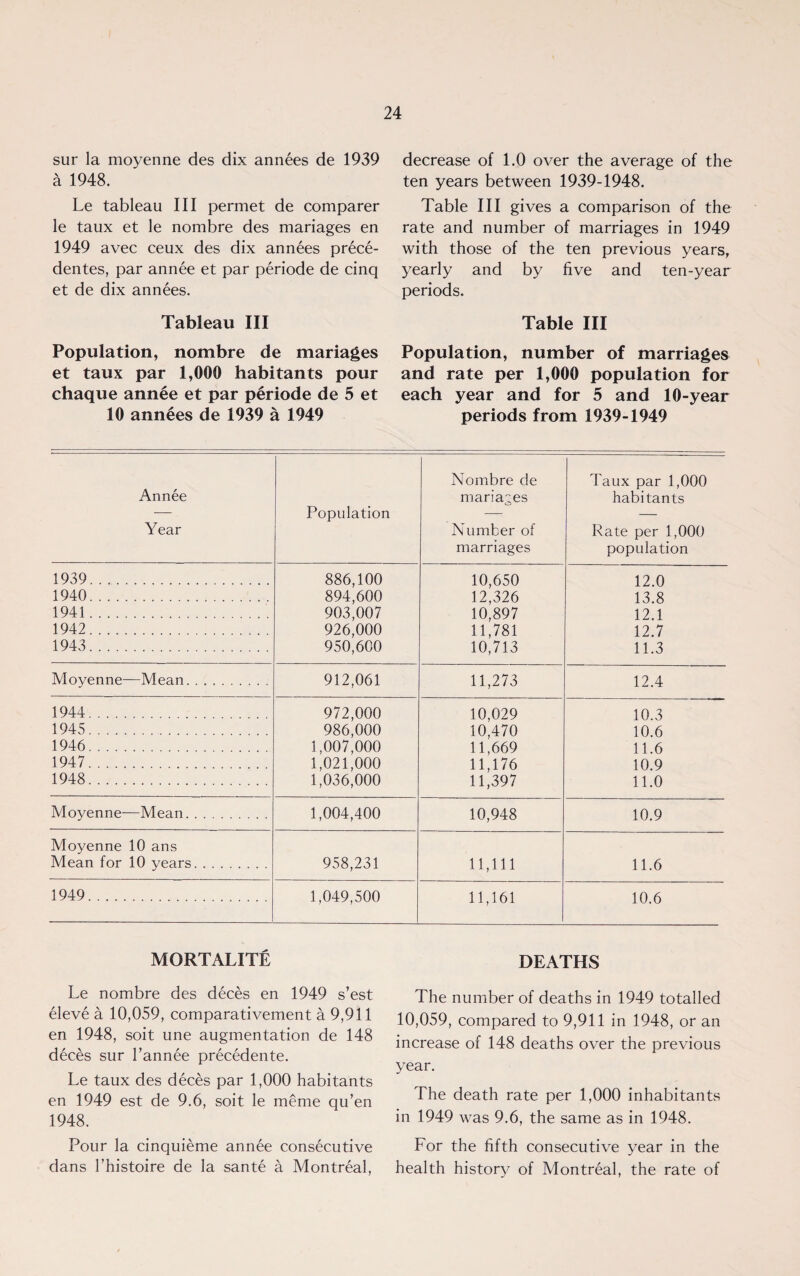 24
sur la moyenne des dix années de 1939
à 1948.
Le tableau III permet de comparer
le taux et le nombre des mariages en
1949 avec ceux des dix années précé-
dentes, par année et par période de cinq
et de dix années.
Tableau III
Population, nombre de mariages
et taux par 1,000 habitants pour
chaque année et par période de 5 et
10 années de 1939 à 1949
decrease of 1.0 over the average of the
ten years between 1939-1948.
Table III gives a comparison of the
rate and number of marriages in 1949
with those of the ten previous years,
yearly and by five and ten-year
periods.
Table III
Population, number of marriages
and rate per 1,000 population for
each year and for 5 and 10-year
periods from 1939-1949
Année — Year | Population | Nombre de mariages — Number of marriages | Taux par 1,000 habitants — Rate per 1,000 population
1939 | 886,100 | 10,650 | 12.0
1940 | 894,600 | 12,326 | 13.8
1941 | 903,007 | 10,897 | 12.1
1942 | 926,000 | 11,781 | 12.7
1943 | 950,600 | 10,713 | 11.3
Moyenne—Mean | 912,061 | 11,273 | 12.4
1944 | 972,000 | 10,029 | 10.3
1945 | 986,000 | 10,470 | 10.6
1946 | 1,007,000 | 11,669 | 11.6
1947 | 1,021,000 | 11,176 | 10.9
1948 | 1,036,000 | 11,397 | 11.0
Moyenne—Mean | 1,004,400 | 10,948 | 10.9
Moyenne 10 ans
Mean for 10 years | 958,231 | 11,111 | 11.6
1949 | 1,049,500 | 11,161 | 10.6
MORTALITÉ
Le nombre des décès en 1949 s'est
élevé à 10,059, comparativement à 9,911
en 1948, soit une augmentation de 148
décès sur l'année précédente.
Le taux des décès par 1,000 habitants
en 1949 est de 9.6, soit le même qu'en
1948.
Pour la cinquième année consécutive
dans l'histoire de la santé à Montréal,
DEATHS
The number of deaths in 1949 totalled
10,059, compared to 9,911 in 1948, or an
increase of 148 deaths over the previous
year.
The death rate per 1,000 inhabitants
in 1949 was 9.6, the same as in 1948.
For the fifth consecutive year in the
health history of Montréal, the rate of